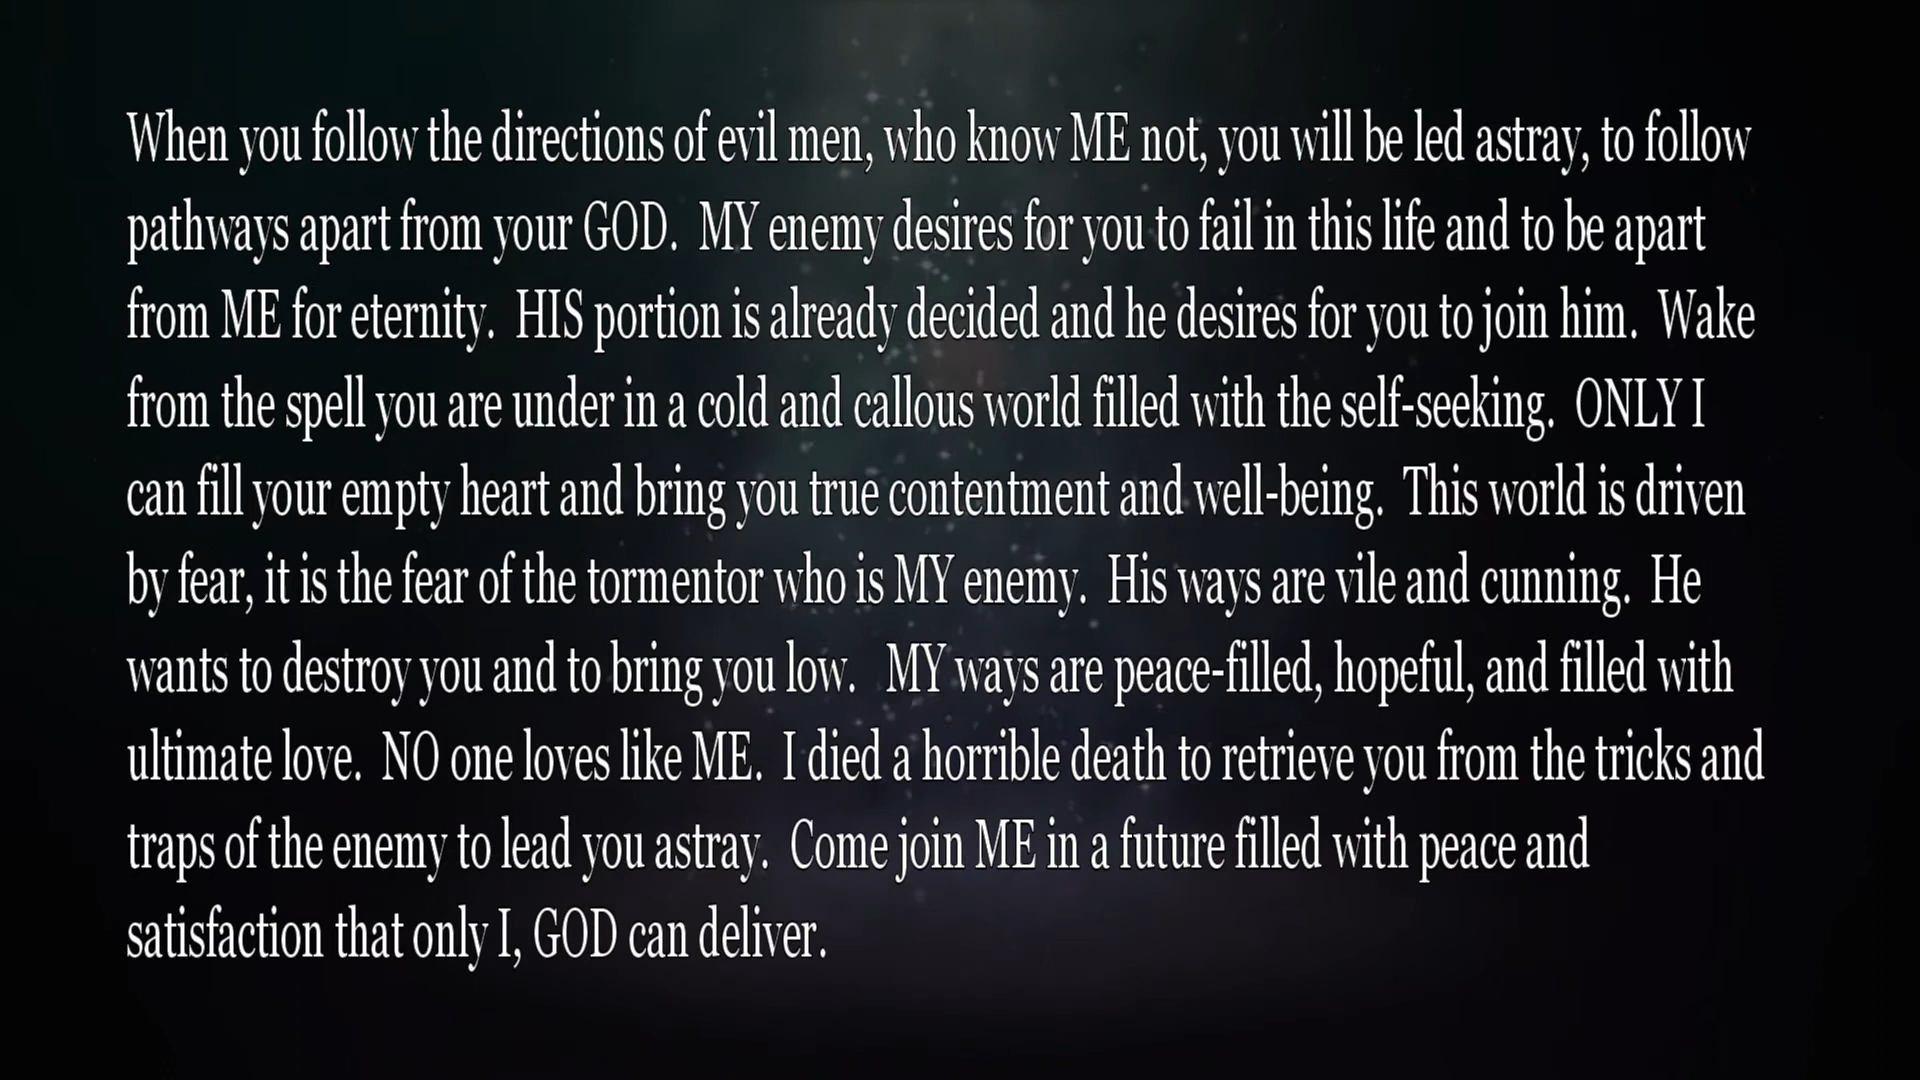 When you follow the directions of evil men, who know ME not, you will be led astray, to follow
pathways apart from your GOD.  MY enemy desires for you to fail in this life and to be apart
from ME for eternity.  HIS portion is already decided and he desires for you to join him.  Wake
from the spell you are under in a cold and callous world filled with the self-seeking.  ONLY I
can fill your empty heart and bring you true contentment and well-being.  This world is driven
by fear, it is the fear of the tormentor who is MY enemy.  His ways are vile and cunning.  He
wants to destroy you and to bring you low.   MY ways are peace-filled, hopeful, and filled with
ultimate love.  NO one loves like ME.  I died a horrible death to retrieve you from the tricks and
traps of the enemy to lead you astray.  Come join ME in a future filled with peace and
satisfaction that only I, GOD can deliver.